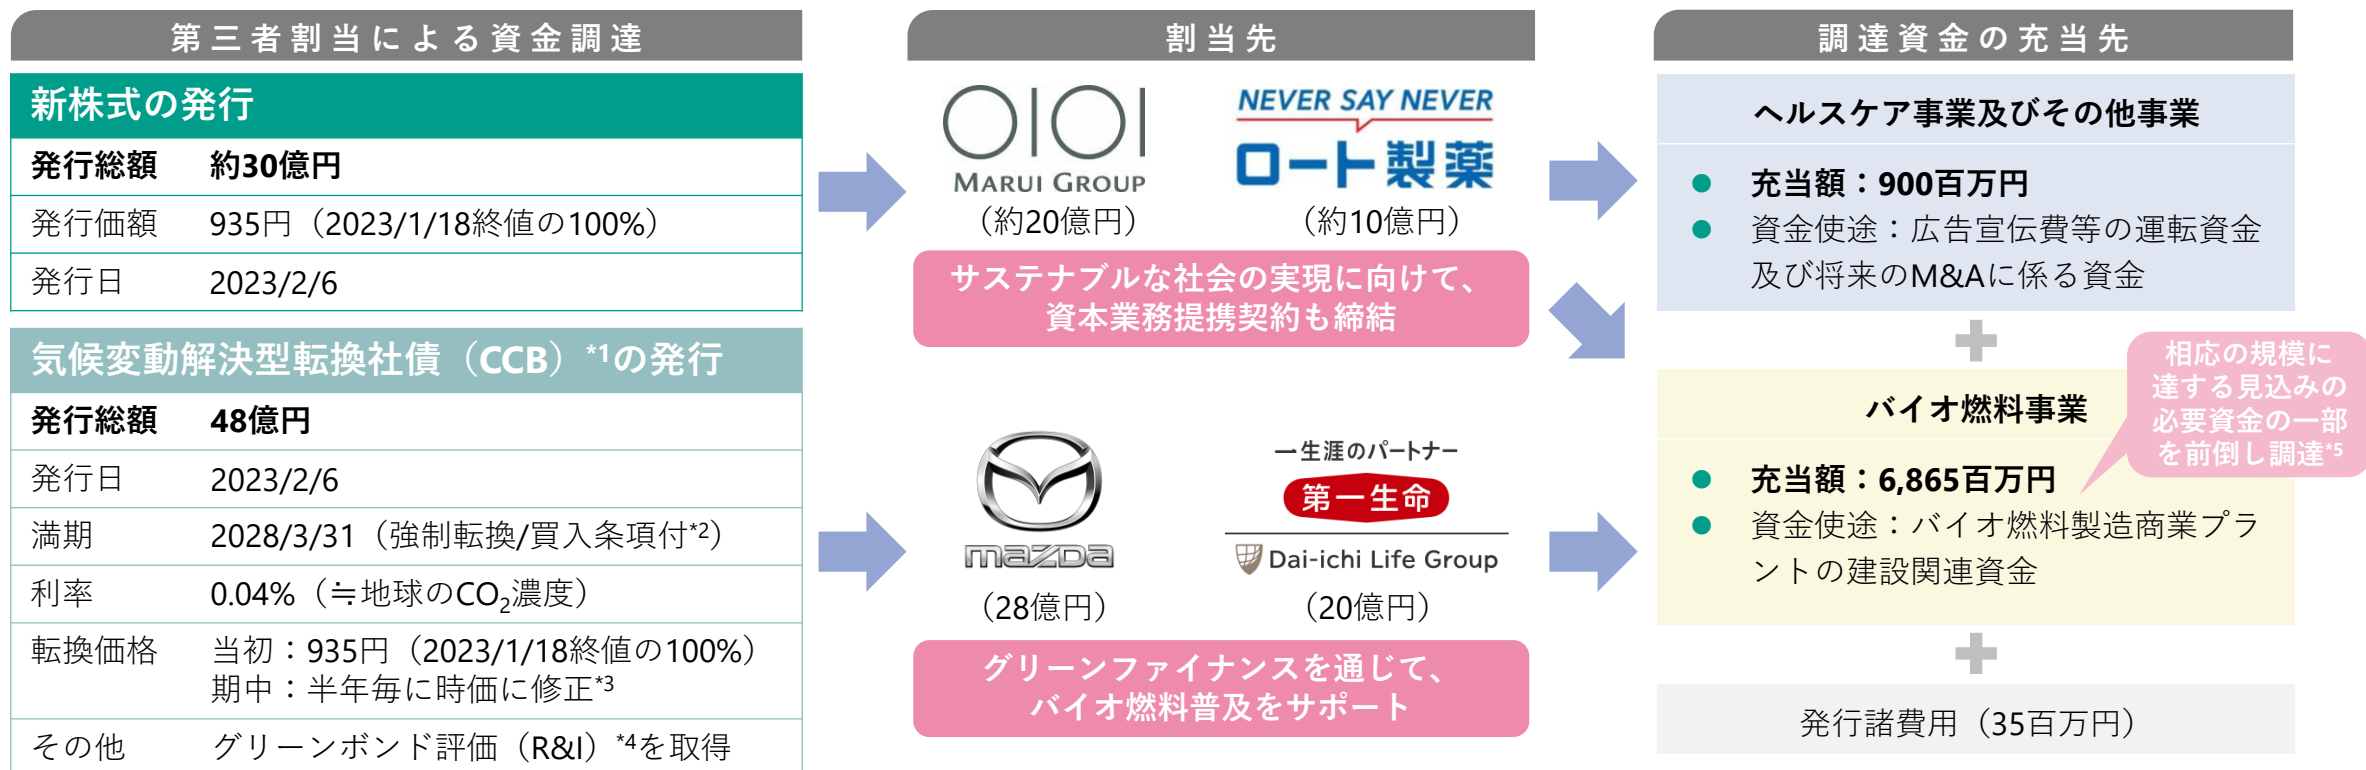 第三者割当による資金調達
新株式の発行
発行総額 約30億円
発行価額 935円（2023/1/18終値の100%）
発行日 2023/2/6
気候変動解決型転換社債（CCB）*1の発行
発行総額 48億円
発行日 2023/2/6
満期 2028/3/31（強制転換/買入条項付*2）
利率 0.04%（≒地球のCO2濃度）
転換価格 当初：935円（2023/1/18終値の100%）
期中：半年毎に時価に修正*3
その他 グリーンボンド評価（R&I）*4を取得
割当先
OIOI
MARUI GROUP
（約20億円）
NEVER SAY NEVER
ロート製薬
（約10億円）
サステナブルな社会の実現に向けて、
資本業務提携契約も締結
mazda
（28億円）
一生涯のパートナー
第一生命
Dai-ichi Life Group
（20億円）
グリーンファイナンスを通じて、
バイオ燃料普及をサポート
調達資金の充当先
ヘルスケア事業及びその他事業
● 充当額：900百万円
● 資金使途：広告宣伝費等の運転資金
及び将来のM&Aに係る資金
バイオ燃料事業
相応の規模に
達する見込みの
必要資金の一部
を前倒し調達*5
● 充当額：6,865百万円
● 資金使途：バイオ燃料製造商業プラ
ントの建設関連資金
発行諸費用（35百万円）